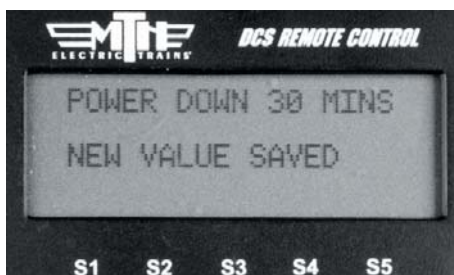 MTH DCS REMOTE CONTROL
ELECTRIC TRAINS
POWER DOWN 30 MINS
NEW VALUE SAVED
S1 S2 S3 S4 S5